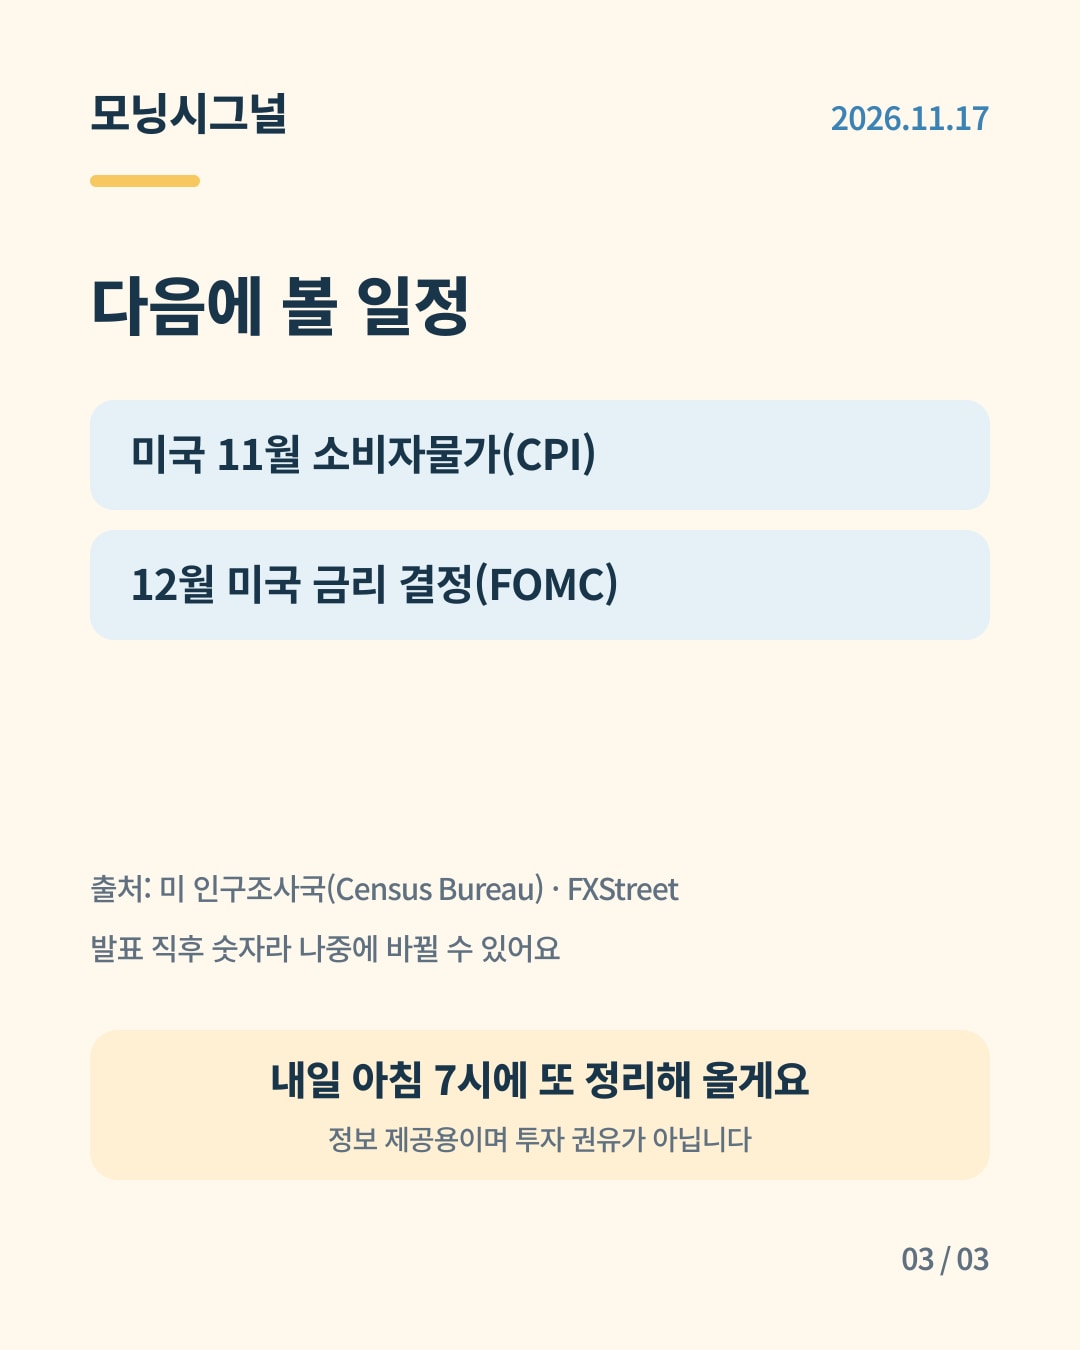 모닝시그널
2026.11.17
다음에 볼 일정
미국 11월 소비자물가(CPI)
12월 미국 금리 결정(FOMC)
출처: 미 인구조사국(Census Bureau) · FXStreet
발표 직후 숫자라 나중에 바뀔 수 있어요
내일 아침 7시에 또 정리해 올게요
정보 제공용이며 투자 권유가 아닙니다
03 / 03